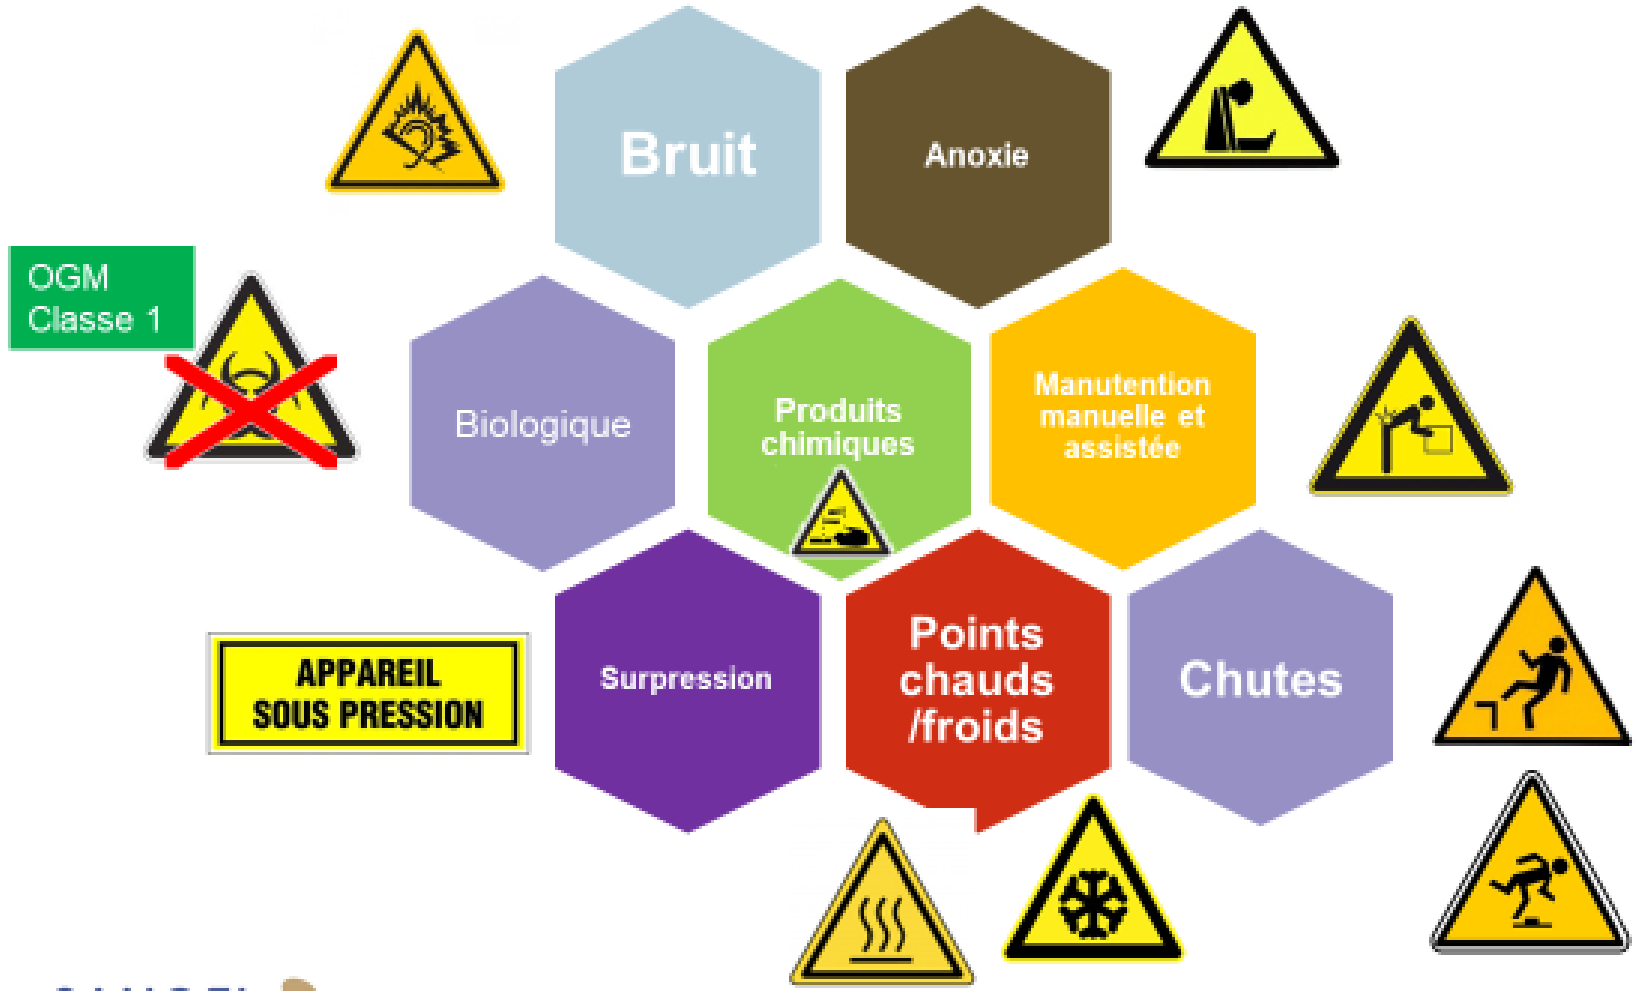 Bruit
Anoxie
OGM
Classe 1
Biologique
Produits
chimiques
Manutention
manuelle et
assistée
APPAREIL
SOUS PRESSION
Surpression
Points
chauds
/froids
Chutes